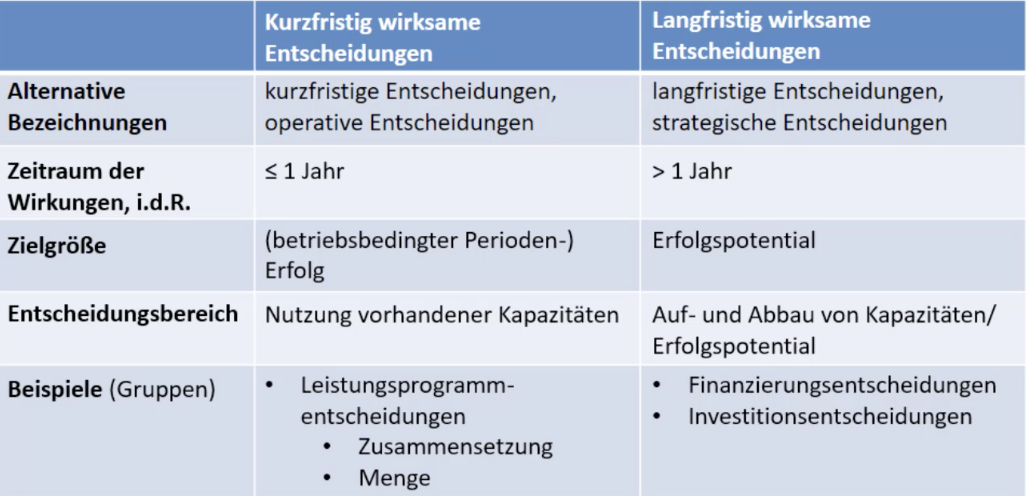 Kurzfristig wirksame
Entscheidungen
Langfristig wirksame
Entscheidungen
Alternative
Bezeichnungen
kurzfristige Entscheidungen,
operative Entscheidungen
langfristige Entscheidungen,
strategische Entscheidungen
Zeitraum der
Wirkungen, i.d.R.
≤ 1 Jahr
> 1 Jahr
Zielgröße
(betriebsbedingter Perioden-)
Erfolg
Erfolgspotential
Entscheidungsbereich
Nutzung vorhandener Kapazitäten
Auf- und Abbau von Kapazitäten/
Erfolgspotential
Beispiele (Gruppen)
• Leistungsprogramm-
entscheidungen
• Zusammensetzung
• Menge
• Finanzierungsentscheidungen
• Investitionsentscheidungen